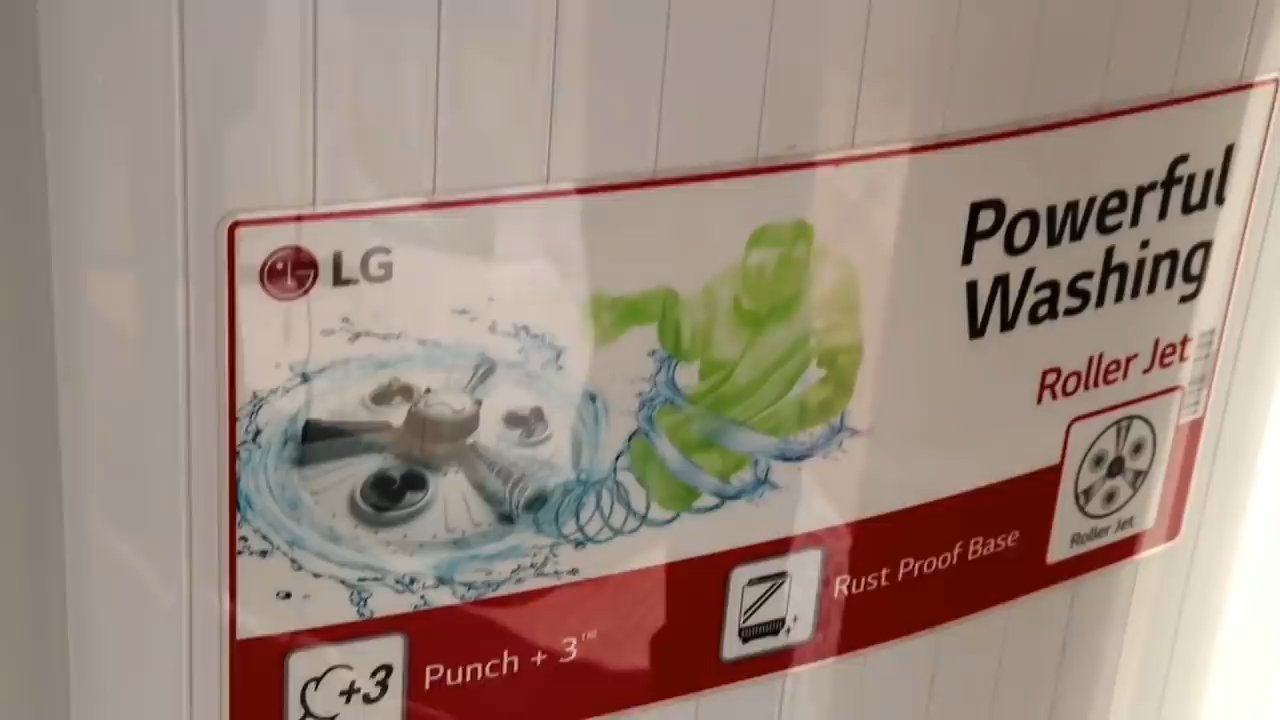 LG
Powerful
Washing
Roller Jet
Roller Jet
Rust Proof Base
Punch + 3™
+3